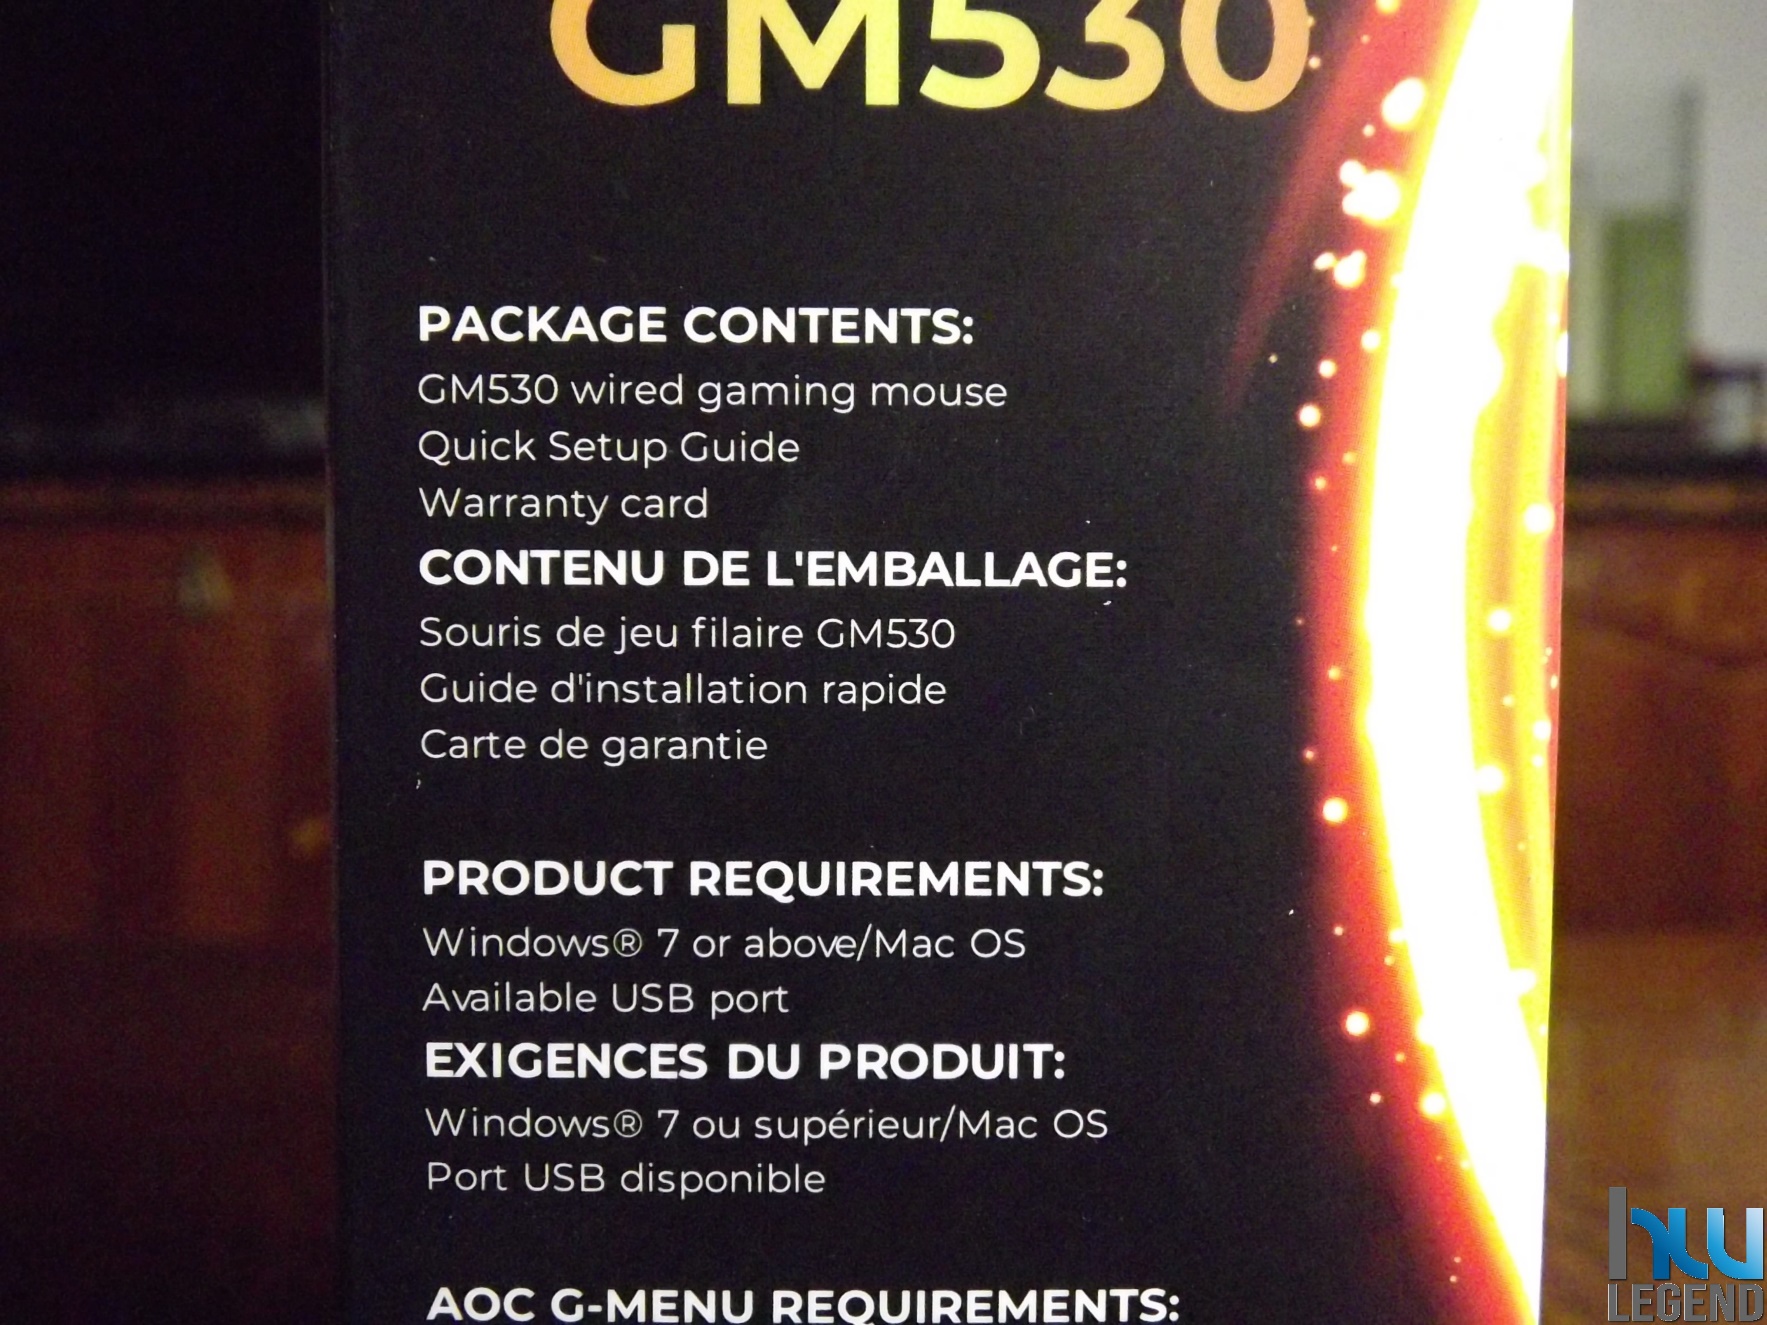 GM530
PACKAGE CONTENTS:
GM530 wired gaming mouse
Quick Setup Guide
Warranty card
CONTENU DE L'EMBALLAGE:
Souris de jeu filaire GM530
Guide d'installation rapide
Carte de garantie
PRODUCT REQUIREMENTS:
Windows® 7 or above/Mac OS
Available USB port
EXIGENCES DU PRODUIT:
Windows® 7 ou supérieur/Mac OS
Port USB disponible
AOC G-MENU REQUIREMENTS:
hw
LEGEND